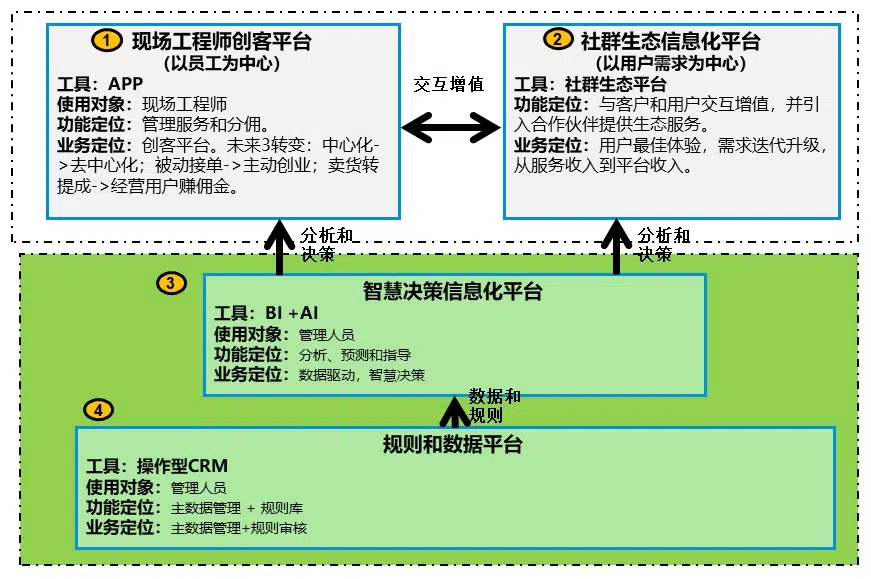 1 现场工程师创客平台
(以员工为中心)
工具：APP
使用对象：现场工程师
功能定位：管理服务和分佣。
业务定位：创客平台。未来3转变：中心化-
>去中心化；被动接单->主动创业；卖货转
提成->经营用户赚佣金。
交互增值
2 社群生态信息化平台
(以用户需求为中心)
工具：社群生态平台
功能定位：与客户和用户交互增值，并引
入合作伙伴提供生态服务。
业务定位：用户最佳体验，需求迭代升级，
从服务收入到平台收入。
分析和
决策
分析和
决策
3
智慧决策信息化平台
工具：BI +AI
使用对象：管理人员
功能定位：分析、预测和指导
业务定位：数据驱动，智慧决策
数据和
规则
4
规则和数据平台
工具：操作型CRM
使用对象：管理人员
功能定位：主数据管理 + 规则库
业务定位：主数据管理+规则审核